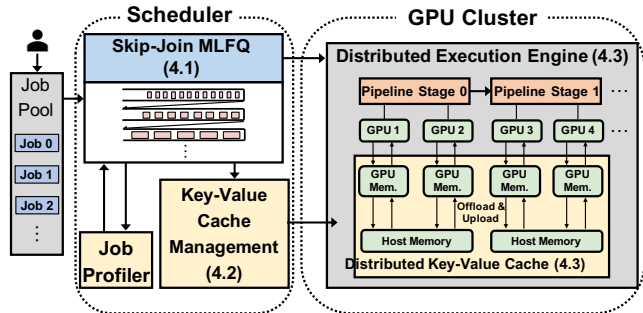 Scheduler
GPU Cluster
Skip-Join MLFQ
(4.1)
Job
Pool
Job 0
Job 1
Job 2
⋮
⋮
Job
Profiler
Key-Value
Cache
Management
(4.2)
Distributed Execution Engine (4.3)
Pipeline Stage 0
Pipeline Stage 1
···
GPU 1
GPU 2
GPU 3
GPU 4
···
GPU
Mem.
GPU
Mem.
GPU
Mem.
GPU
Mem.
Offload &
Upload
Host Memory
Host Memory
Distributed Key-Value Cache (4.3)